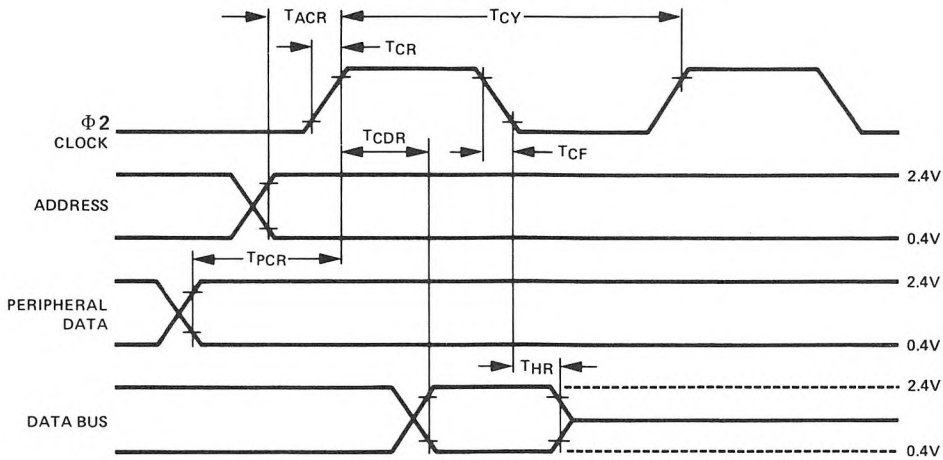 TACR
TCY
TCR
Φ2
CLOCK
TCDR
TCF
ADDRESS
2.4V
0.4V
TPCR
PERIPHERAL
DATA
2.4V
0.4V
THR
DATA BUS
2.4V
0.4V